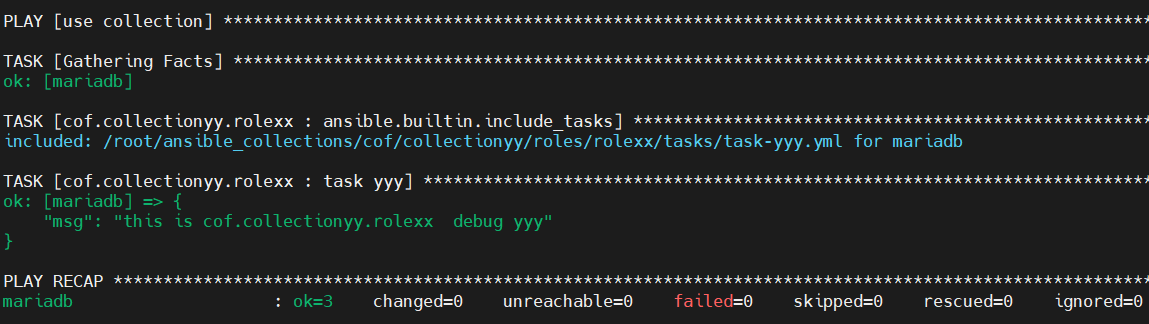 PLAY [use collection] *********************************************************************************************
TASK [Gathering Facts] ********************************************************************************************
ok: [mariadb]
TASK [cof.collectionyy.rolexx : ansible.builtin.include_tasks] ****************************************************
included: /root/ansible_collections/cof/collectionyy/roles/rolexx/tasks/task-yyy.yml for mariadb
TASK [cof.collectionyy.rolexx : task yyy] *************************************************************************
ok: [mariadb] => {
    "msg": "this is cof.collectionyy.rolexx  debug yyy"
}
PLAY RECAP ********************************************************************************************************
mariadb                    : ok=3    changed=0    unreachable=0    failed=0    skipped=0    rescued=0    ignored=0